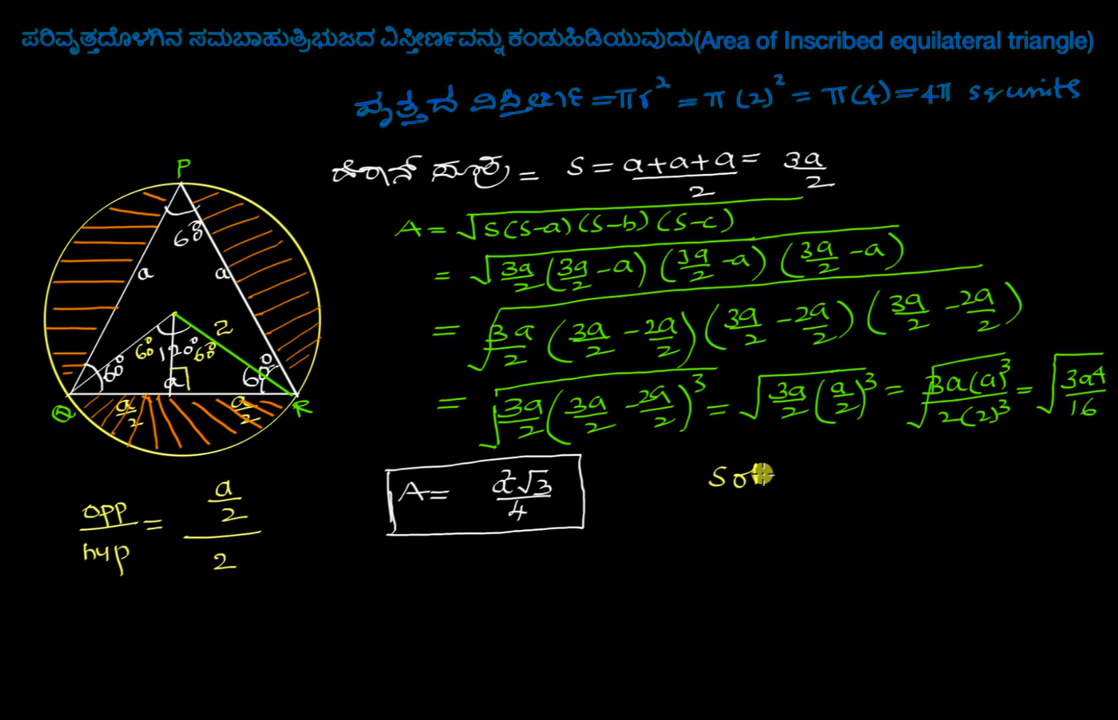 ಪರಿವೃತ್ತದೊಳಗಿನ ಸಮಬಾಹುತ್ರಿಭುಜದ ವಿಸ್ತೀರ್ಣವನ್ನು ಕಂಡುಹಿಡಿಯುವುದು(Area of Inscribed equilateral triangle)
ವೃತ್ತದ ವಿಸ್ತೀರ್ಣ = πr² = π(2)² = π(4) = 4π sq units
ಹೆರಾನ್ ಸೂತ್ರ = S = (a+a+a)/2 = 3a/2
A = √(S(S-a)(S-b)(S-c))
= √(3a/2 (3a/2 - a)(3a/2 - a)(3a/2 - a))
= √(3a/2 (3a/2 - 2a/2)(3a/2 - 2a/2)(3a/2 - 2a/2))
= √(3a/2 (3a/2 - 2a/2)³) = √(3a/2 (a/2)³) = √(3a(a)³/2(2)³) = √(3a⁴/16)
A = a²√3/4
P
60°
a a
2
60° 120° 60°
60° a 60°
Q a/2 a/2 R
opp/hyp = (a/2)/2